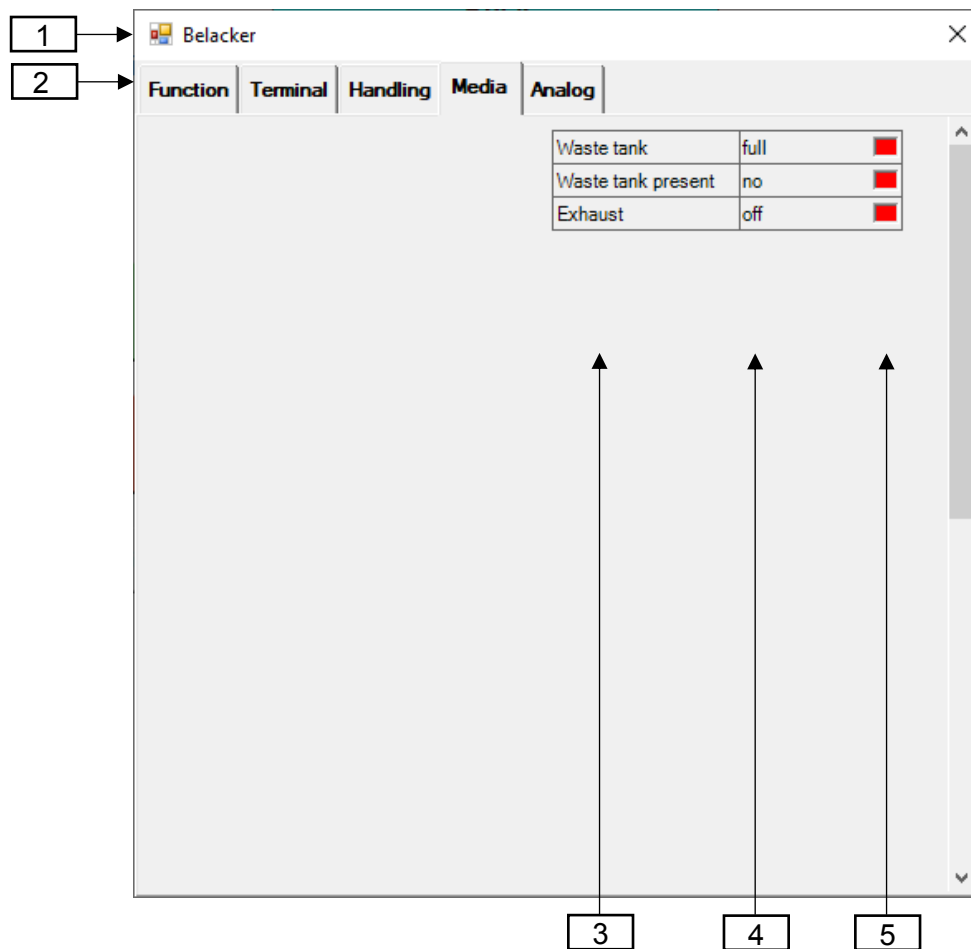 1
Belacker
2
Function Terminal Handling Media Analog
Waste tank full
Waste tank present no
Exhaust off
3 4 5